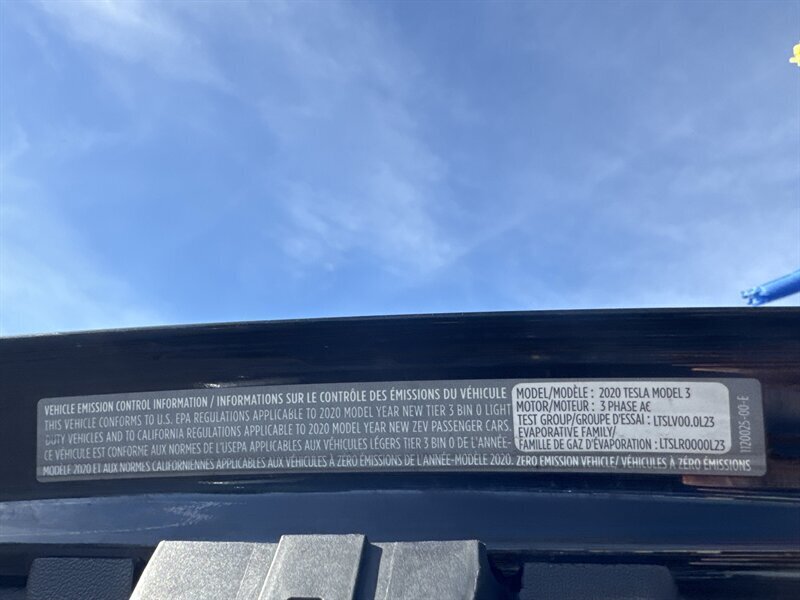 VEHICLE EMISSION CONTROL INFORMATION / INFORMATIONS SUR LE CONTRÔLE DES ÉMISSIONS DU VÉHICULE
THIS VEHICLE CONFORMS TO U.S. EPA REGULATIONS APPLICABLE TO 2020 MODEL YEAR NEW TIER 3 BIN 0 LIGHT
DUTY VEHICLES AND TO CALIFORNIA REGULATIONS APPLICABLE TO 2020 MODEL YEAR NEW ZEV PASSENGER CARS.
CE VÉHICULE EST CONFORME AUX NORMES DE L'USEPA APPLICABLES AUX VÉHICULES LÉGERS TIER 3 BIN 0 DE L'ANNÉE-
MODÈLE 2020 ET AUX NORMES CALIFORNIENNES APPLICABLES AUX VÉHICULES À ZÉRO ÉMISSIONS DE L'ANNÉE-MODÈLE 2020. ZERO EMISSION VEHICLE/ VÉHICULES À ZÉRO ÉMISSIONS
MODEL/MODÈLE : 2020 TESLA MODEL 3
MOTOR/MOTEUR : 3 PHASE A€
TEST GROUP/GROUPE D'ESSAI : LTSLV00.0L23
EVAPORATIVE FAMILY/
FAMILLE DE GAZ D'ÉVAPORATION : LTSLR0000L23
1120025-00-E